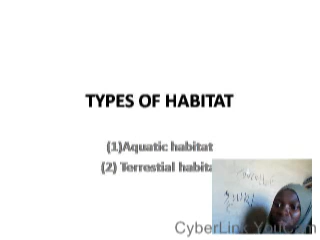 TYPES OF HABITAT
(1)Aquatic habitat
(2) Terrestial habita
CyberLink YouCam